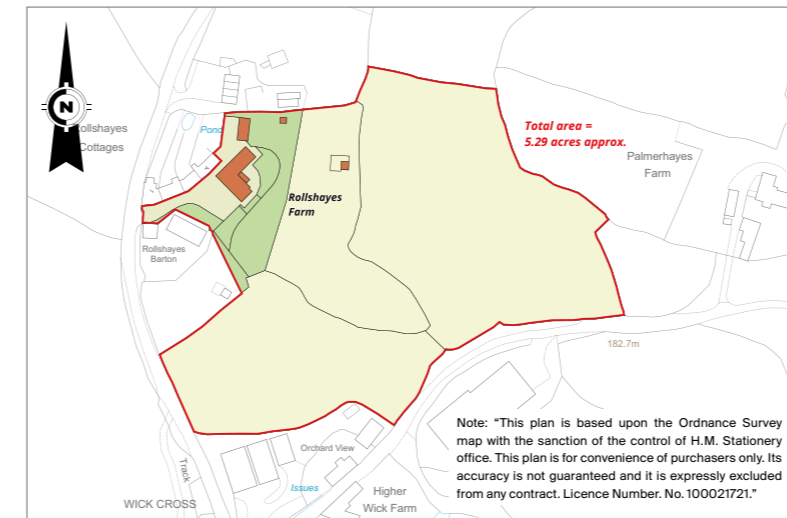 N
Rollshayes
Cottages
Pond
Total area =
5.29 acres approx.
Palmerhayes
Farm
Rollshayes
Farm
Rollshayes
Barton
182.7m
Track
Orchard View
Issues
WICK CROSS
Higher
Wick Farm
Note: “This plan is based upon the Ordnance Survey
map with the sanction of the control of H.M. Stationery
office. This plan is for convenience of purchasers only. Its
accuracy is not guaranteed and it is expressly excluded
from any contract. Licence Number. No. 100021721.”